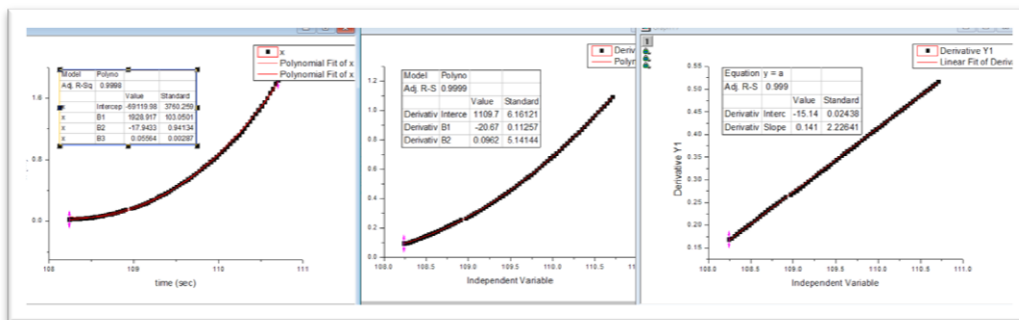 x
Polynomial Fit of x
Polynomial Fit of x
Model Polyno
Adj. R-Sq 0.9998
Value Standard
Intercep -69119.98 3760.259
x B1 1928.917 103.0501
x B2 -17.9433 0.94134
x B3 0.05564 0.00287
1.6
0.8
0.0
108 109 110 111
time (sec)
Deriv
Polyn
Model Polyno
Adj. R-S 0.9999
Value Standard
Derivativ Interce 1109.7 6.16121
Derivativ B1 -20.67 0.11257
Derivativ B2 0.0962 5.14144
1.2
1.0
0.8
0.6
0.4
0.2
0.0
108.0 108.5 109.0 109.5 110.0 110.5 11
Independent Variable
1
Derivative Y1
Linear Fit of Deriva
Equation y = a
Adj. R-S 0.999
Value Standard
Derivativ Interc -15.14 0.02438
Derivativ Slope 0.141 2.22641
0.55
0.50
0.45
0.40
0.35
0.30
0.25
0.20
0.15
Derivative Y1
108.0 108.5 109.0 109.5 110.0 110.5 111.0
Independent Variable